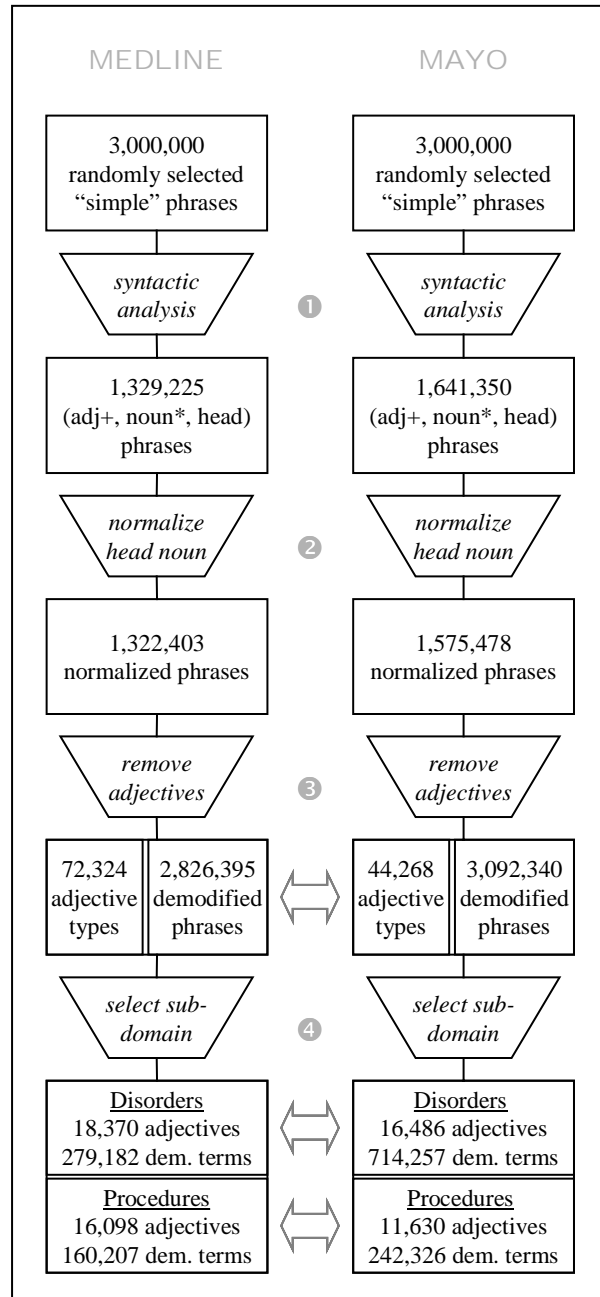 MEDLINE
MAYO
3,000,000
randomly selected
“simple” phrases
3,000,000
randomly selected
“simple” phrases
syntactic
analysis
❶
syntactic
analysis
1,329,225
(adj+, noun*, head)
phrases
1,641,350
(adj+, noun*, head)
phrases
normalize
head noun
❷
normalize
head noun
1,322,403
normalized phrases
1,575,478
normalized phrases
remove
adjectives
❸
remove
adjectives
72,324
adjective
types
2,826,395
demodified
phrases
44,268
adjective
types
3,092,340
demodified
phrases
select sub-
domain
❹
select sub-
domain
Disorders
18,370 adjectives
279,182 dem. terms
Disorders
16,486 adjectives
714,257 dem. terms
Procedures
16,098 adjectives
160,207 dem. terms
Procedures
11,630 adjectives
242,326 dem. terms